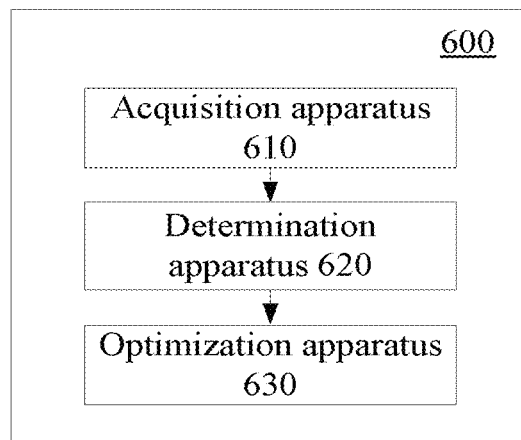 600
Acquisition apparatus
610
Determination
apparatus 620
Optimization apparatus
630